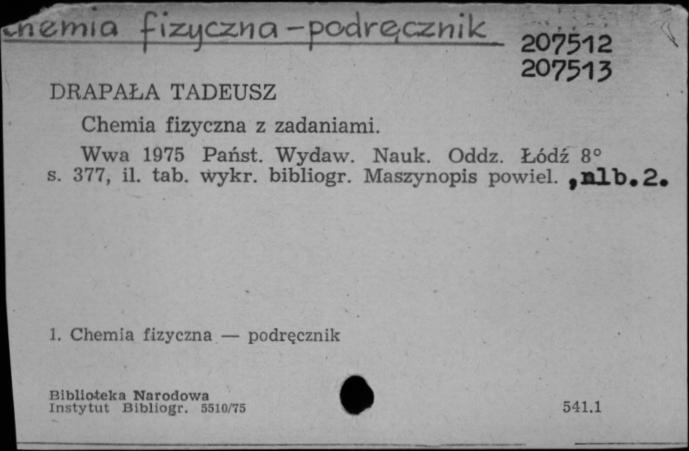 Chemia fizyczna – podręcznik
207512
207513
DRAPAŁA TADEUSZ
Chemia fizyczna z zadaniami.
Wwa 1975 Państ. Wydaw. Nauk. Oddz. Łódź 8°
s. 377, il. tab. wykr. bibliogr. Maszynopis powiel. ,nlb.2.
1. Chemia fizyczna — podręcznik
Biblioteka Narodowa
Instytut Bibliogr. 5510/75
541.1